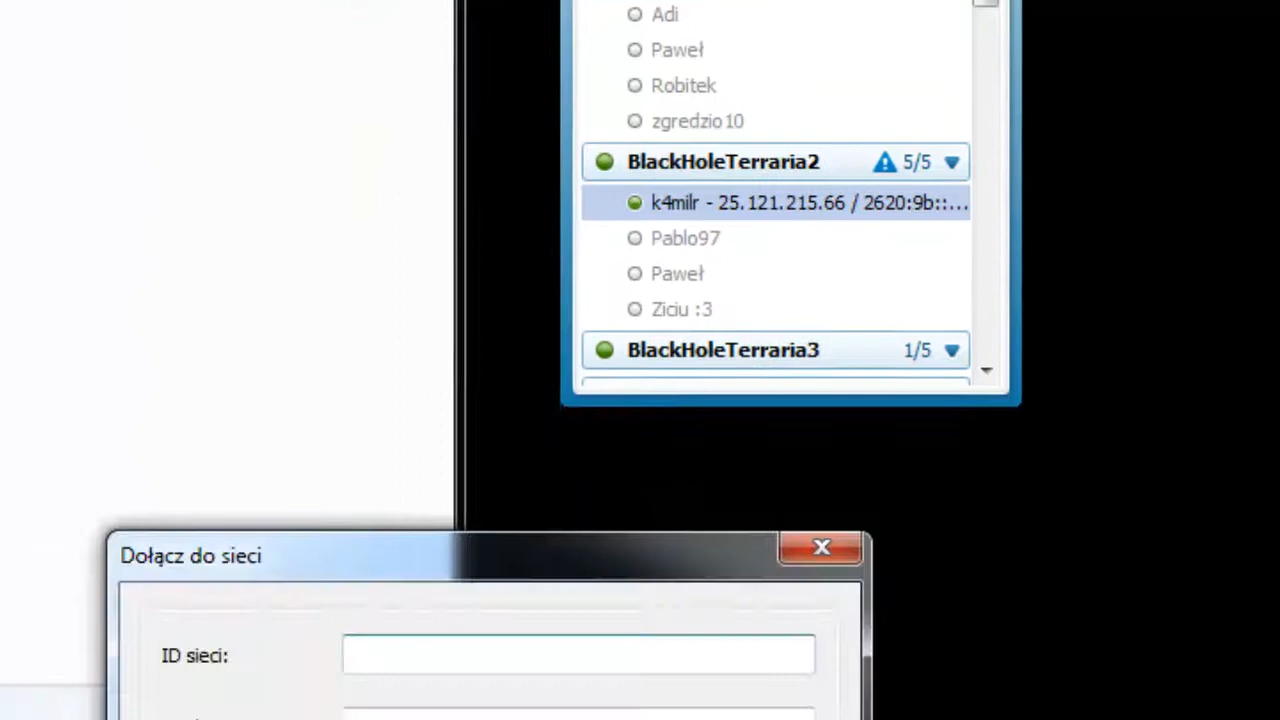 Adi
Paweł
Robitek
zgredzio10
BlackHoleTerraria2 5/5
k4milr - 25.121.215.66 / 2620:9b::...
Pablo97
Paweł
Ziciu :3
BlackHoleTerraria3 1/5
Dołącz do sieci
ID sieci: